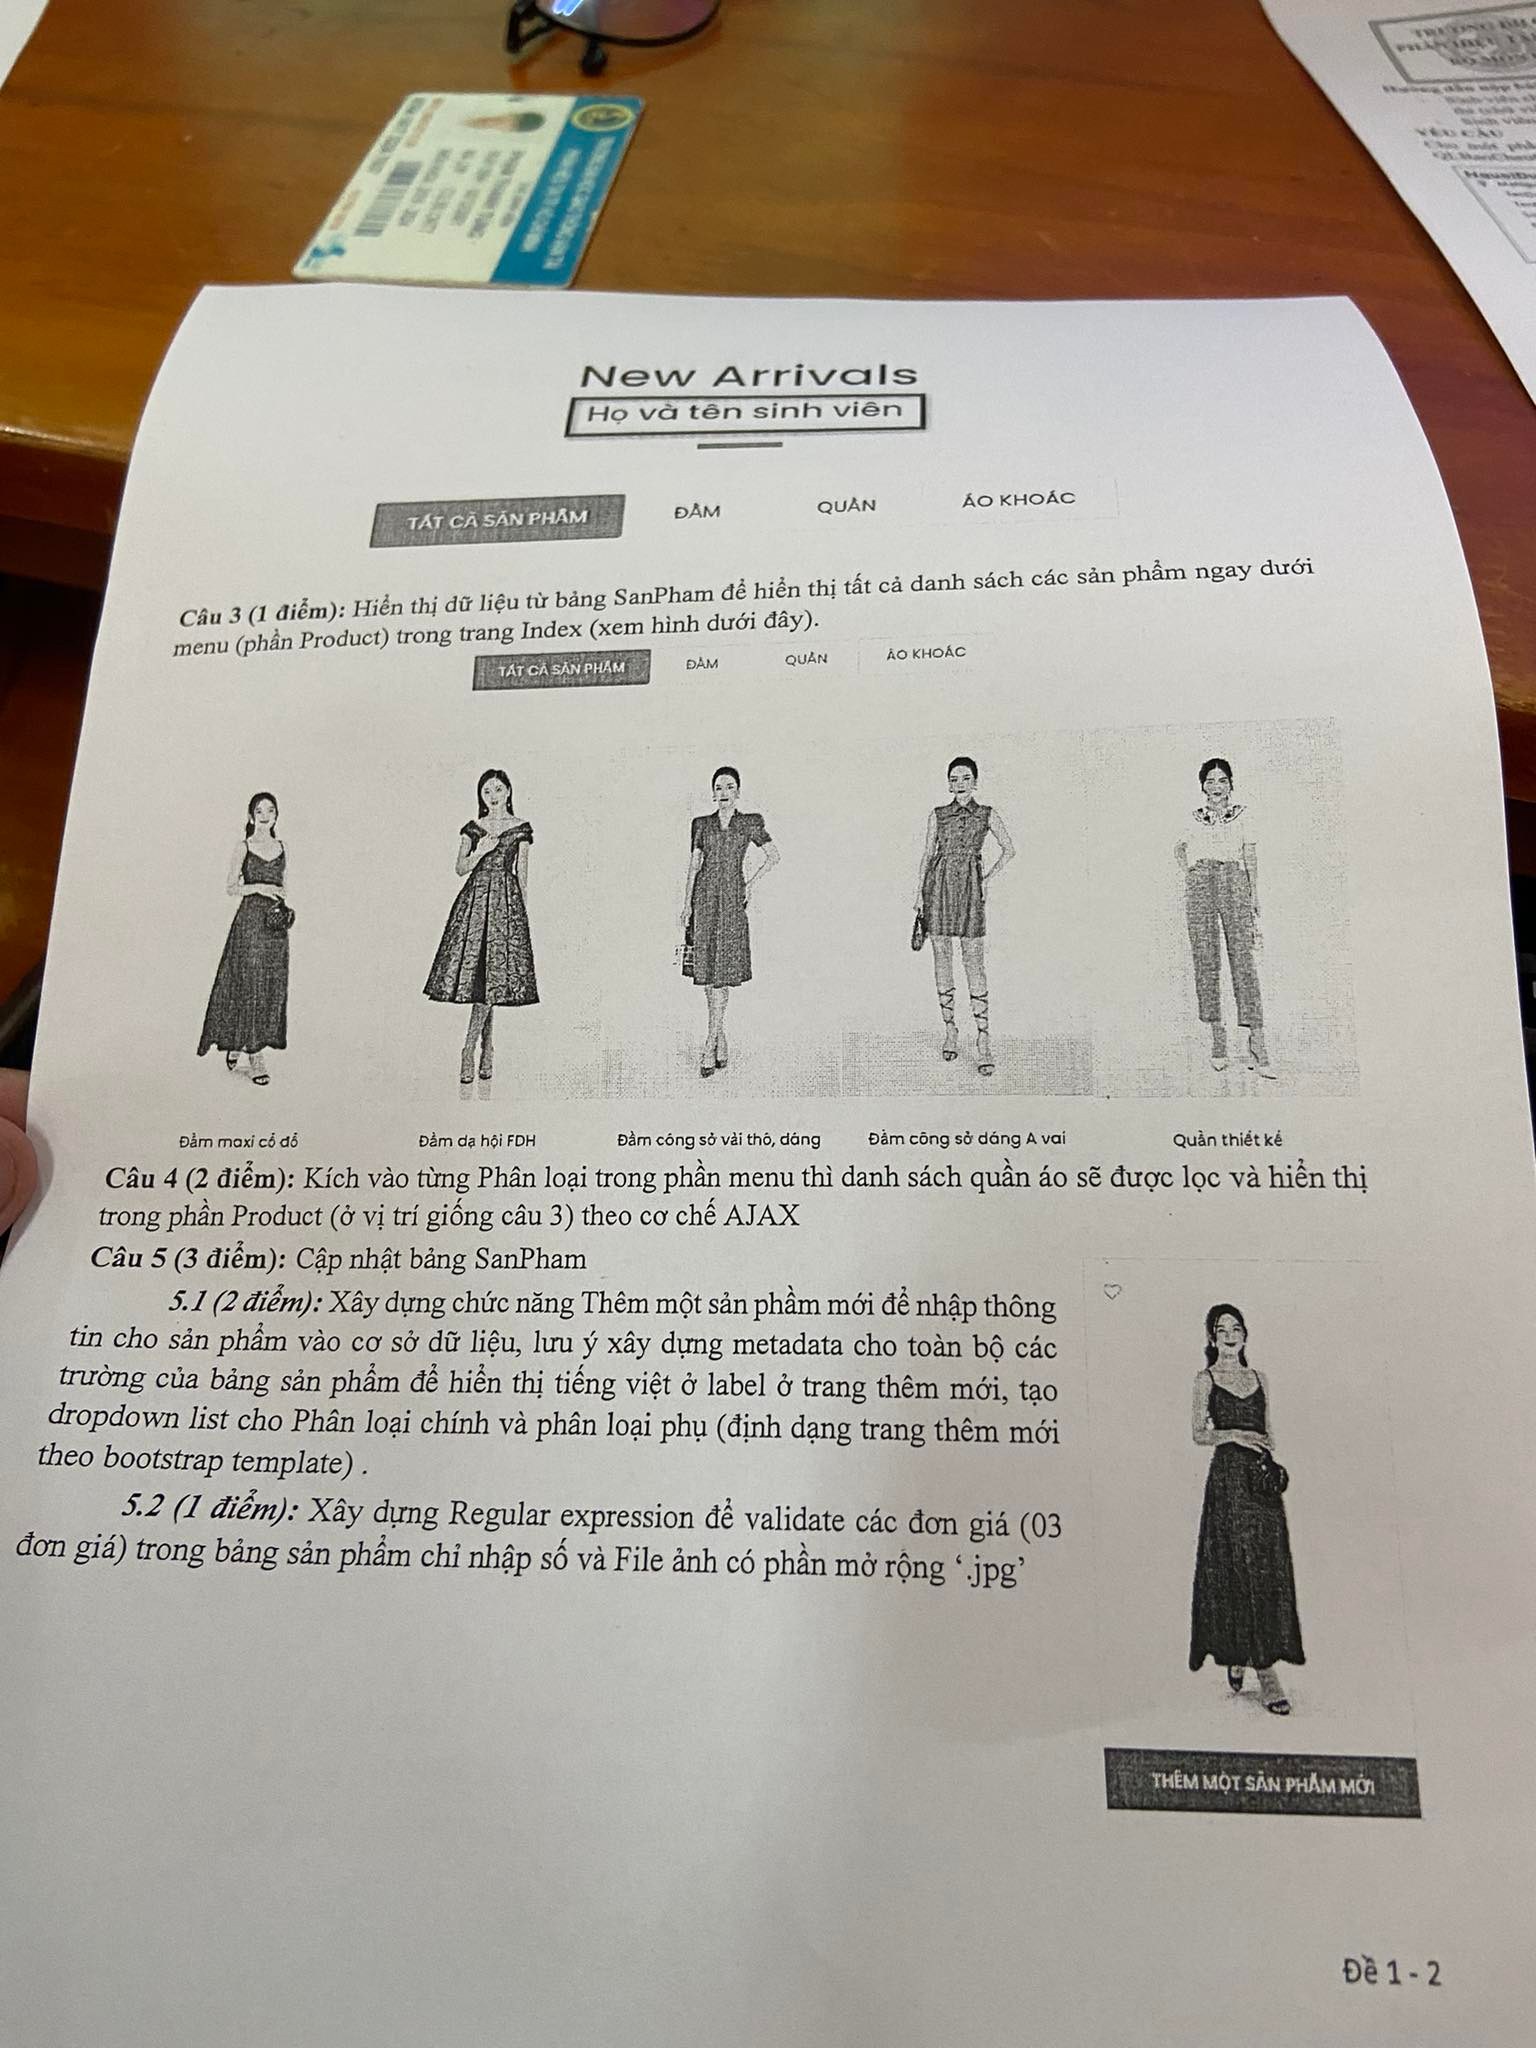 New Arrivals
Họ và tên sinh viên
TẤT CẢ SẢN PHẨM ĐẦM QUẦN ÁO KHOÁC
Câu 3 (1 điểm): Hiển thị dữ liệu từ bảng SanPham để hiển thị tất cả danh sách các sản phẩm ngay dưới
menu (phần Product) trong trang Index (xem hình dưới đây).
TẤT CẢ SẢN PHẨM ĐẦM QUẦN ÁO KHOÁC
Đầm maxi cổ đổ Đầm dạ hội FDH Đầm công sở vải thô, dáng Đầm công sở dáng A vai Quần thiết kế
Câu 4 (2 điểm): Kích vào từng Phân loại trong phần menu thì danh sách quần áo sẽ được lọc và hiển thị
trong phần Product (ở vị trí giống câu 3) theo cơ chế AJAX
Câu 5 (3 điểm): Cập nhật bảng SanPham
5.1 (2 điểm): Xây dựng chức năng Thêm một sản phầm mới để nhập thông
tin cho sản phẩm vào cơ sở dữ liệu, lưu ý xây dựng metadata cho toàn bộ các
trường của bảng sản phẩm để hiển thị tiếng việt ở label ở trang thêm mới, tạo
dropdown list cho Phân loại chính và phân loại phụ (định dạng trang thêm mới
theo bootstrap template) .
5.2 (1 điểm): Xây dựng Regular expression để validate các đơn giá (03
đơn giá) trong bảng sản phẩm chỉ nhập số và File ảnh có phần mở rộng ‘.jpg’
THÊM MỘT SẢN PHẨM MỚI
Đề 1 - 2
YÊU CẦU